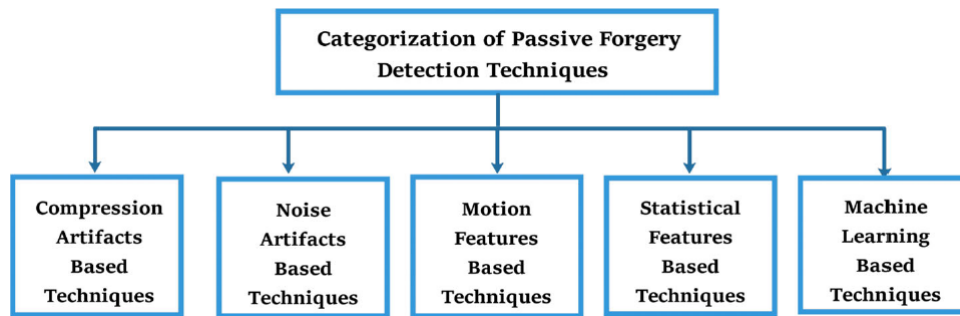 Categorization of Passive Forgery
Detection Techniques
Compression
Artifacts
Based
Techniques
Noise
Artifacts
Based
Techniques
Motion
Features
Based
Techniques
Statistical
Features
Based
Techniques
Machine
Learning
Based
Techniques